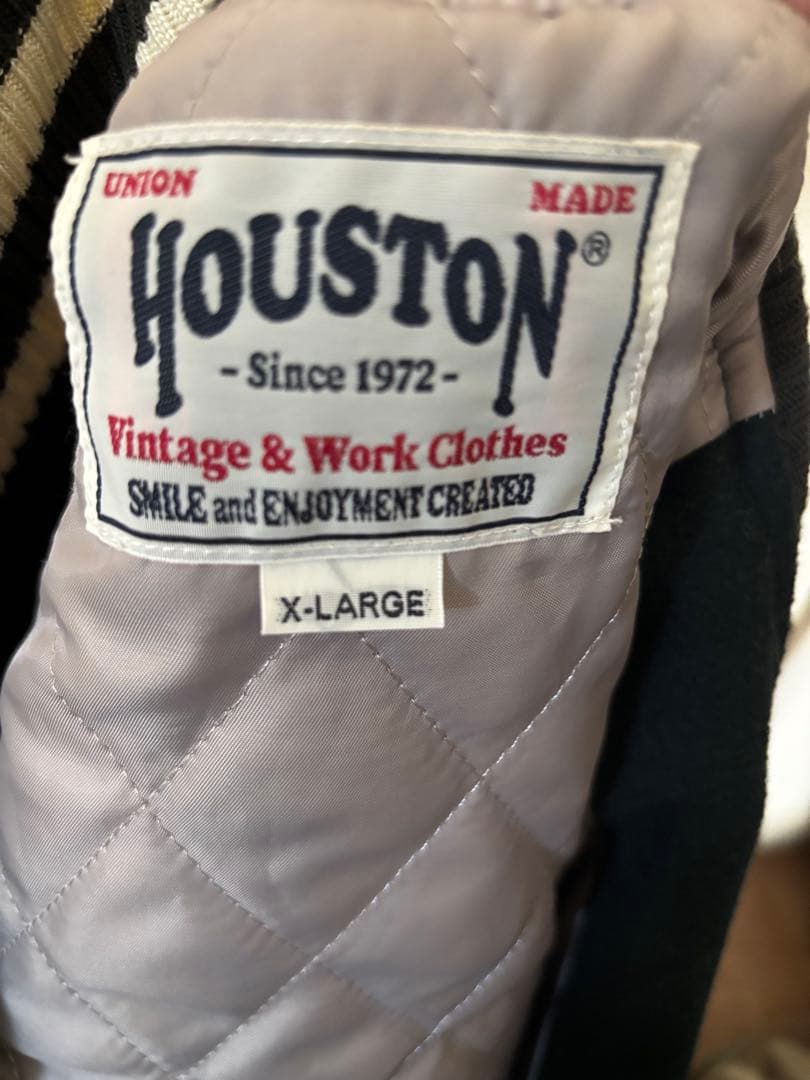 UNION MADE
HOUSTON®
- Since 1972 -
Vintage & Work Clothes
SMILE and ENJOYMENT CREATED
X-LARGE